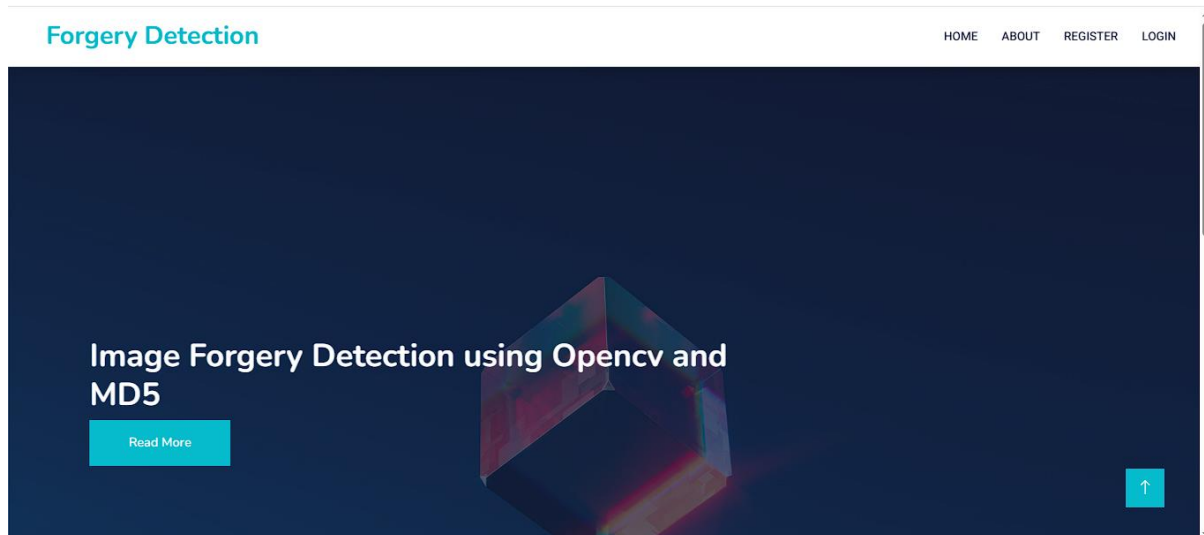 Forgery Detection
HOME ABOUT REGISTER LOGIN
Image Forgery Detection using Opencv and
MD5
Read More